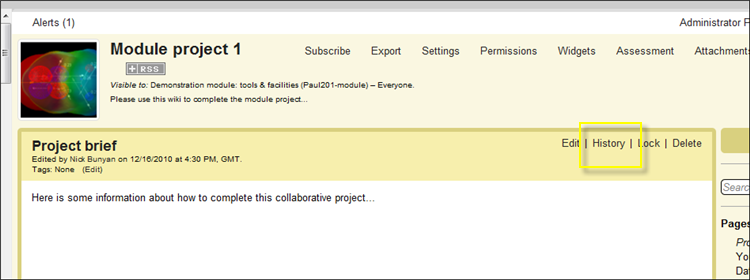 Alerts (1) Administrator P
Module project 1 Subscribe Export Settings Permissions Widgets Assessment Attachments
RSS
Visible to: Demonstration module: tools & facilities (Paul201-module) – Everyone.
Please use this wiki to complete the module project...
Project brief Edit | History | Lock | Delete
Edited by Nick Bunyan on 12/16/2010 at 4:30 PM, GMT.
Tags: None (Edit)
Here is some information about how to complete this collaborative project...
Search
Pages
Pro
You
Da